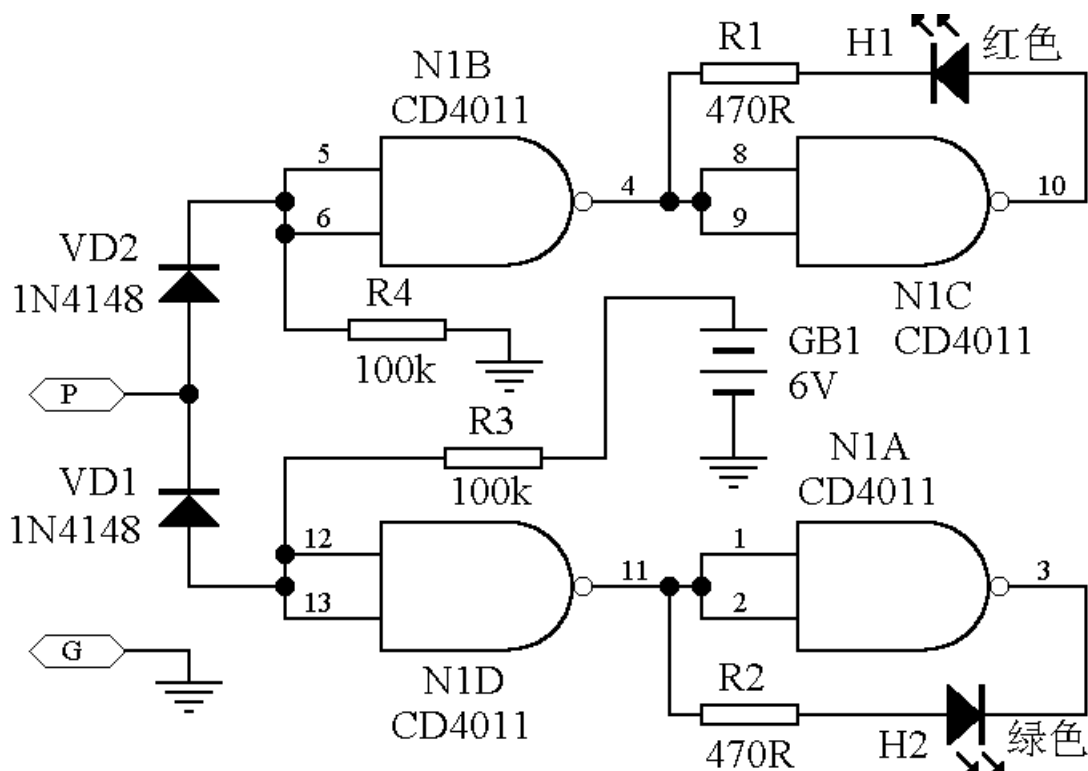 R1
H1
红色
470R
N1B
CD4011
5
6
4
8
9
10
VD2
1N4148
R4
100k
N1C
CD4011
GB1
6V
P
R3
100k
VD1
1N4148
N1A
CD4011
12
13
11
1
2
3
G
N1D
CD4011
R2
470R
H2
绿色